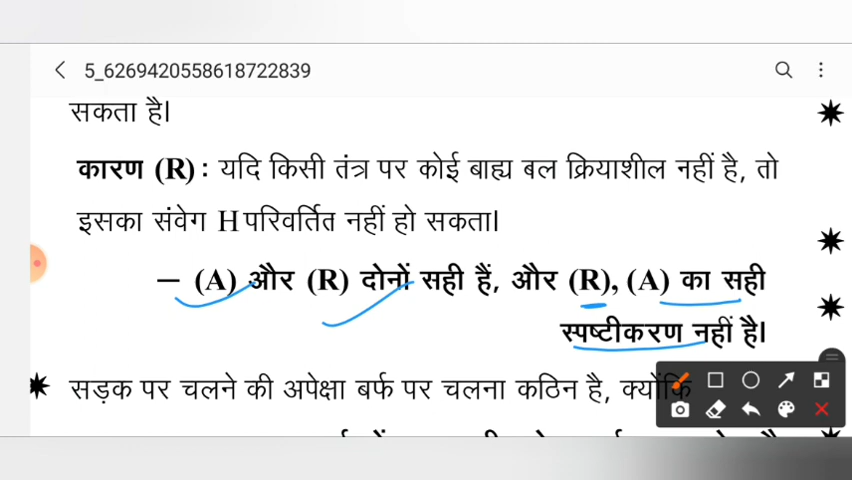 5_6269420558618722839
सकता है।
कारण (R) : यदि किसी तंत्र पर कोई बाह्य बल क्रियाशील नहीं है, तो
इसका संवेग H परिवर्तित नहीं हो सकता।
– (A) और (R) दोनों सही हैं, और (R), (A) का सही
स्पष्टीकरण नहीं है।
सड़क पर चलने की अपेक्षा बर्फ पर चलना कठिन है, क्योंकि